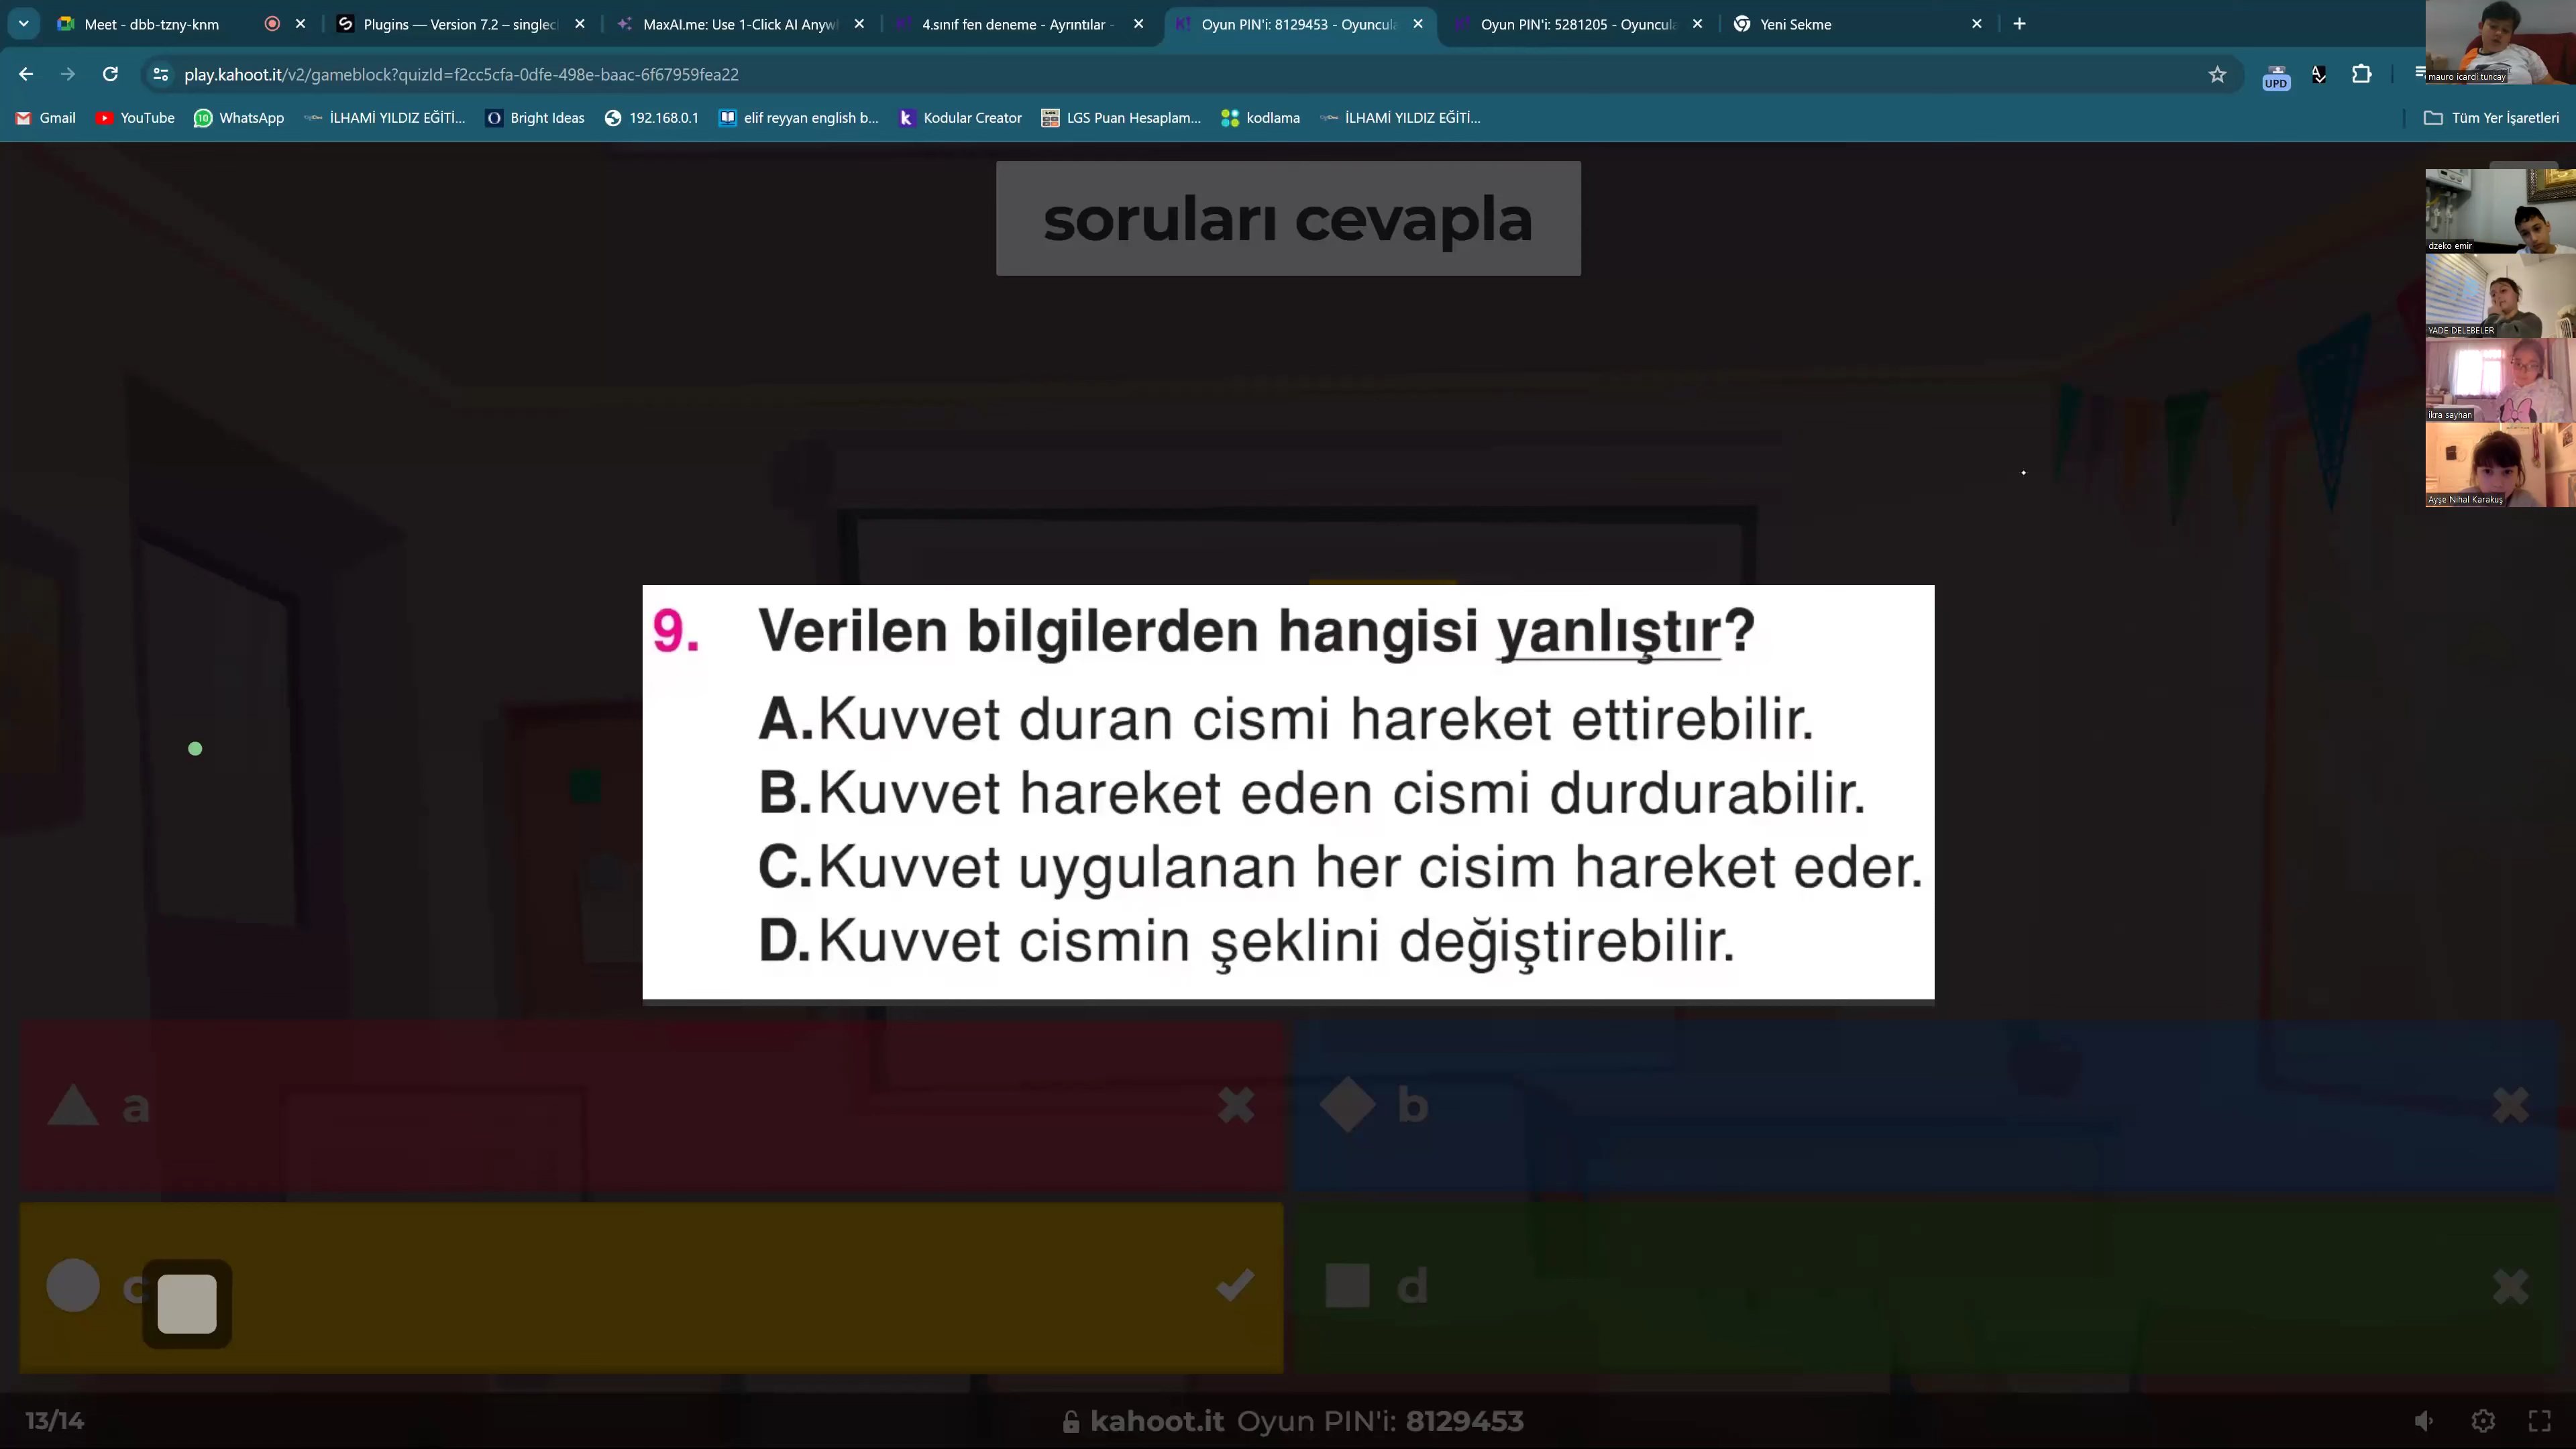 Meet - dbb-tzny-knm
Plugins — Version 7.2 – singlec
MaxAI.me: Use 1-Click AI Anyw
4.sınıf fen deneme - Ayrıntılar -
Oyun PIN'i: 8129453 - Oyuncula
Oyun PIN'i: 5281205 - Oyuncula
Yeni Sekme
play.kahoot.it/v2/gameblock?quizId=f2cc5cfa-0dfe-498e-baac-6f67959fea22
UPD
mauro icardi tuncay
Gmail
YouTube
WhatsApp
İLHAMİ YILDIZ EĞİTİ...
Bright Ideas
192.168.0.1
elif reyyan english b...
Kodular Creator
LGS Puan Hesaplam...
kodlama
İLHAMİ YILDIZ EĞİTİ...
Tüm Yer İşaretleri
soruları cevapla
dzeko emir
YADE DELEBELER
ikra sayhan
Ayşe Nihal Karakuş
9. Verilen bilgilerden hangisi yanlıştır?
A.Kuvvet duran cismi hareket ettirebilir.
B.Kuvvet hareket eden cismi durdurabilir.
C.Kuvvet uygulanan her cisim hareket eder.
D.Kuvvet cismin şeklini değiştirebilir.
a
b
c
d
13/14
kahoot.it Oyun PIN'i: 8129453